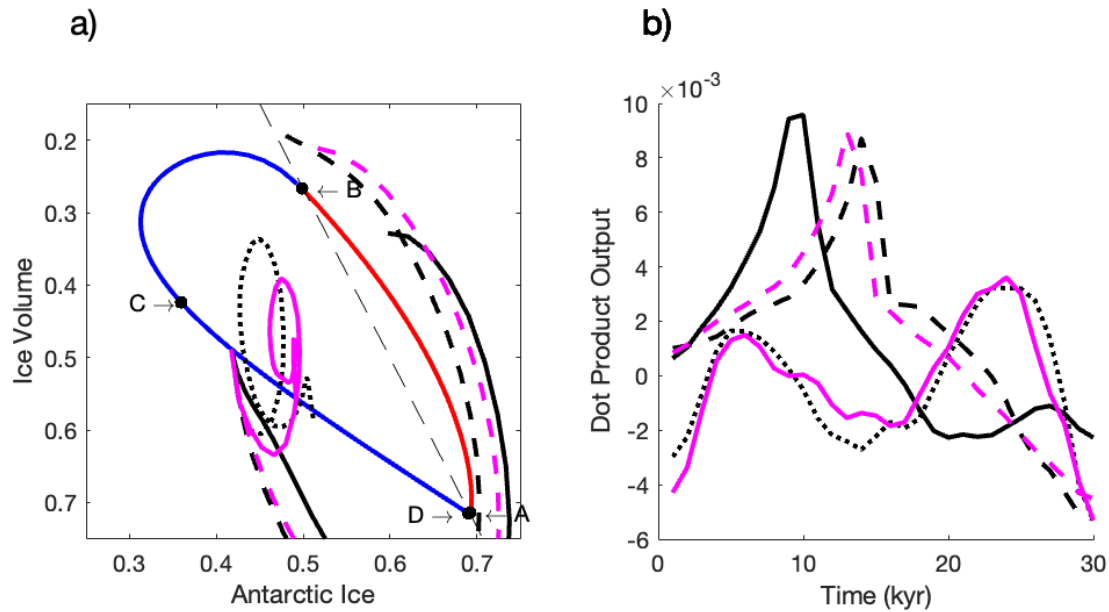 a)
0.2
0.3
0.4
0.5
0.6
0.7
Ice Volume
0.3
0.4
0.5
0.6
0.7
Antarctic Ice
← B
C →
D →
← A
b)
×10⁻³
10
8
6
4
2
0
-2
-4
-6
Dot Product Output
0
10
20
30
Time (kyr)